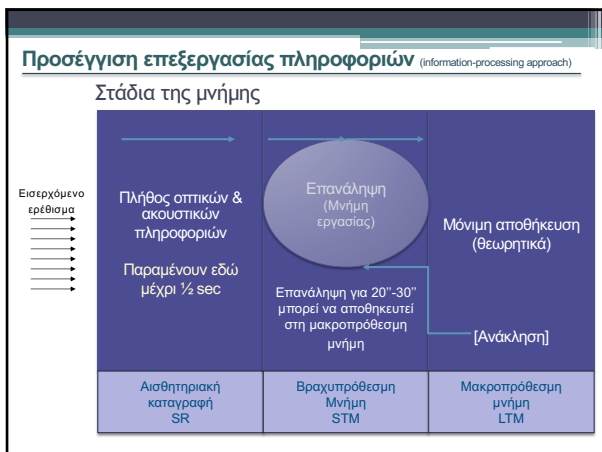 Προσέγγιση επεξεργασίας πληροφοριών (information-processing approach)
Στάδια της μνήμης
Εισερχόμενο
ερέθισμα
Πλήθος οπτικών &
ακουστικών
πληροφοριών
Παραμένουν εδώ
μέχρι ½ sec
Επανάληψη
(Μνήμη
εργασίας)
Επανάληψη για 20’’-30’’
μπορεί να αποθηκευτεί
στη μακροπρόθεσμη
μνήμη
Μόνιμη αποθήκευση
(θεωρητικά)
[Ανάκληση]
Αισθητηριακή
καταγραφή
SR
Βραχυπρόθεσμη
Μνήμη
STM
Μακροπρόθεσμη
μνήμη
LTM